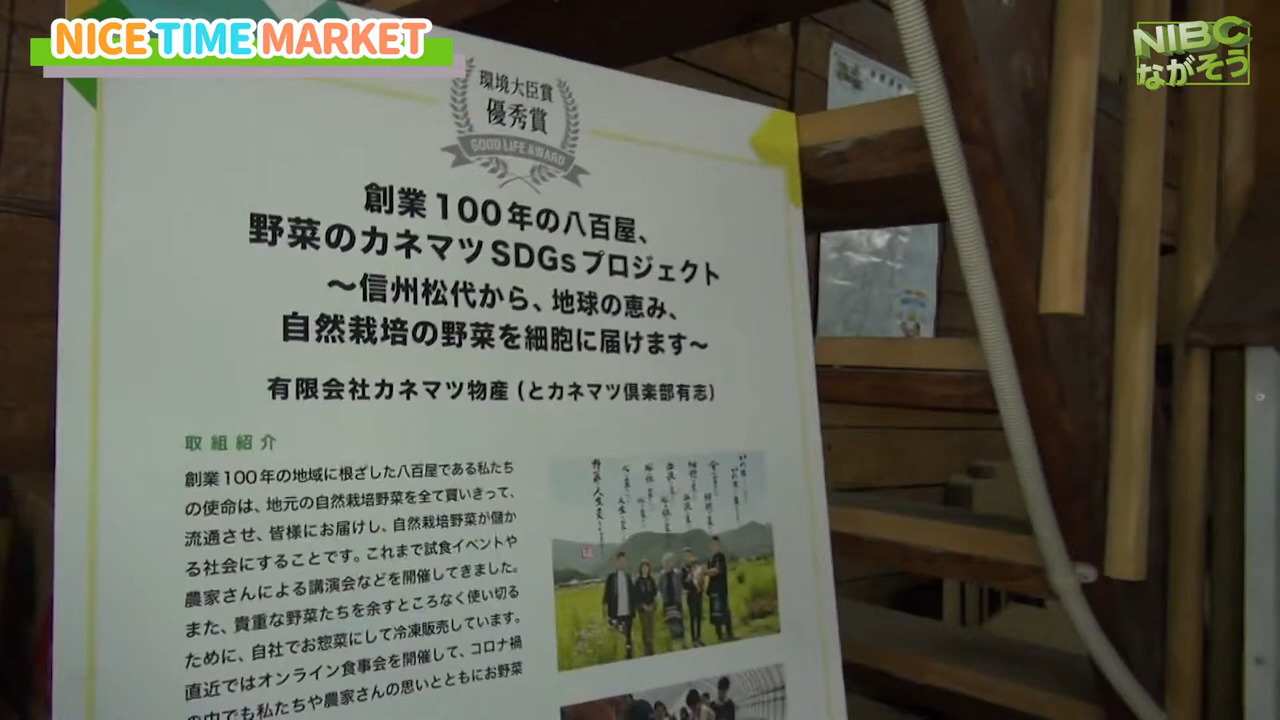 NICE TIME MARKET
NIBC
ながそう
環境大臣賞
優秀賞
GOOD LIFE AWARD
創業100年の八百屋、
野菜のカネマツSDGsプロジェクト
〜信州松代から、地球の恵み、
自然栽培の野菜を細胞に届けます〜
有限会社カネマツ物産(とカネマツ倶楽部有志)
取組紹介
創業100年の地域に根ざした八百屋である私たち
の使命は、地元の自然栽培野菜を全て買いきって、
流通させ、皆様にお届けし、自然栽培野菜が儲か
る社会にすることです。これまで試食イベントや
農家さんによる講演会などを開催してきました。
また、貴重な野菜たちを余すところなく使い切る
ために、自社でお惣菜にして冷凍販売しています。
直近ではオンライン食事会を開催して、コロナ禍
の中でも私たちや農家さんの思いとともにお野菜